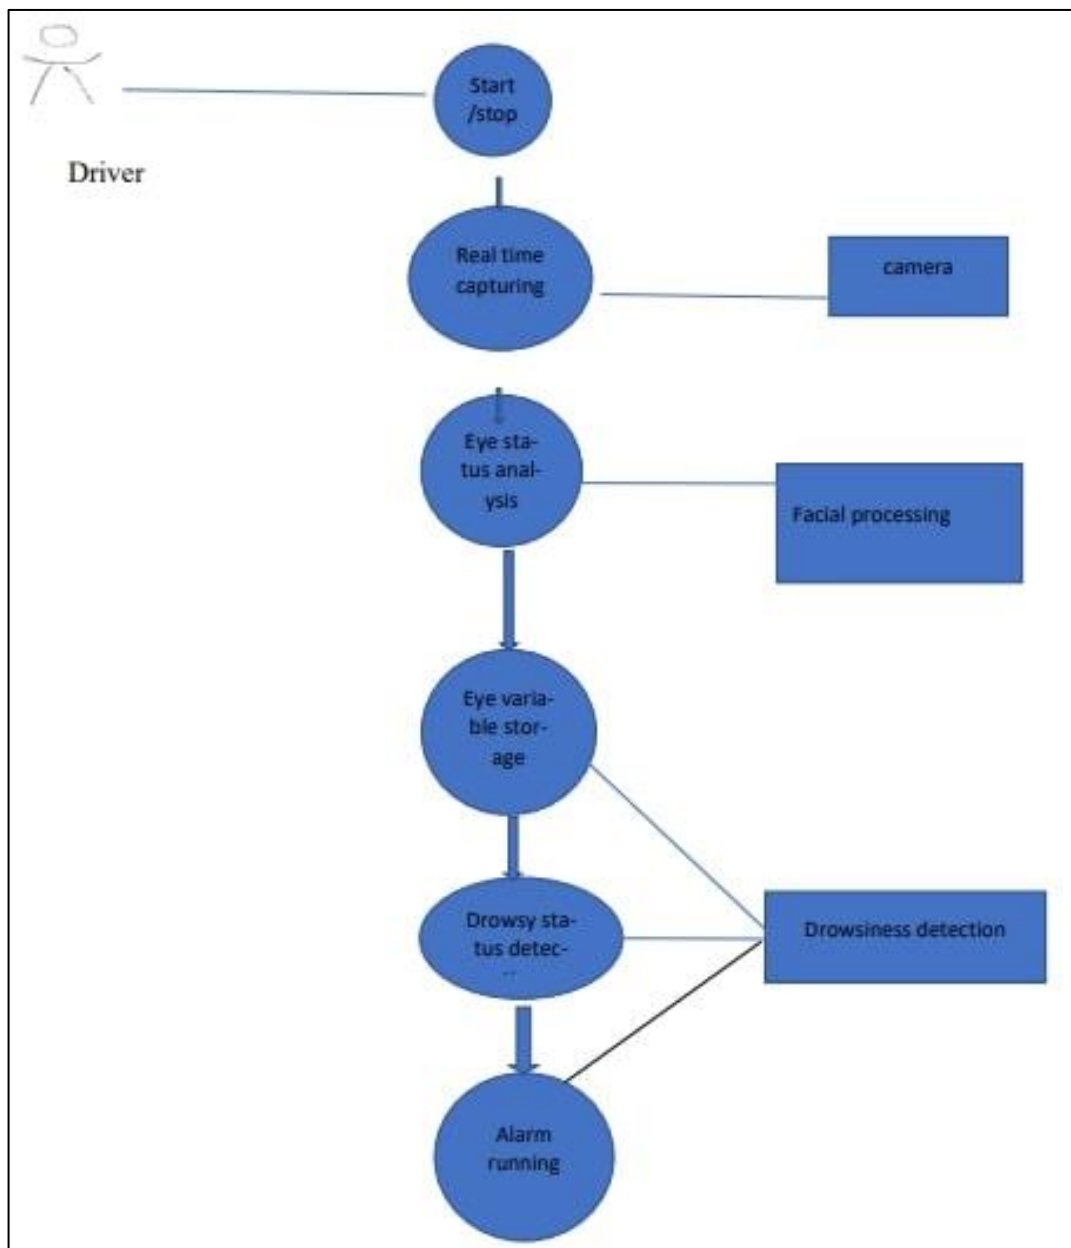 Start
/stop
Driver
Real time
capturing
camera
Eye sta-
tus anal-
ysis
Facial processing
Eye varia-
ble stor-
age
Drowsy sta-
tus detec-
Drowsiness detection
Alarm
running